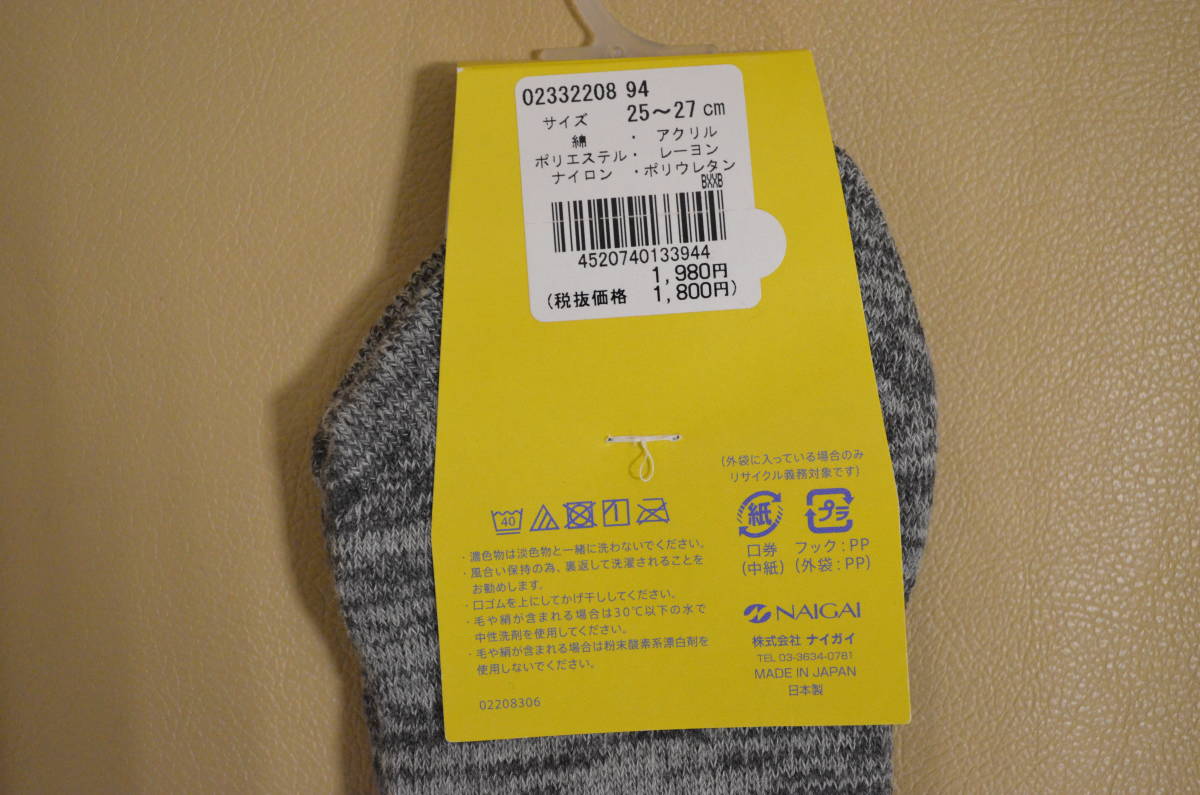 02332208 94
サイズ 25～27cm
綿 ・ アクリル
ポリエステル・ レーヨン
ナイロン ・ポリウレタン
BXXB
4520740133944
1,980円
(税抜価格 1,800円)
(外袋に入っている場合のみ
リサイクル義務対象です)
40
紙 プラ
口券 フック：PP
(中紙) (外袋：PP)
・濃色物は淡色物と一緒に洗わないでください。
・風合い保持の為、裏返して洗濯されることを
お勧めします。
・口ゴムを上にしてかげ干ししてください。
・毛や絹が含まれる場合は30℃以下の水で
中性洗剤を使用してください。
・毛や絹が含まれる場合は粉末酸素系漂白剤を
使用しないでください。
02208306
NAIGAI
株式会社 ナイガイ
TEL 03-3634-0781
MADE IN JAPAN
日本製